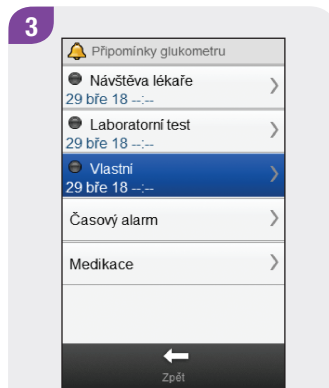 3
Připomínky glukometru
Návštěva lékaře
29 bře 18 --:--
Laboratorní test
29 bře 18 --:--
Vlastní
29 bře 18 --:--
Časový alarm
Medikace
Zpět